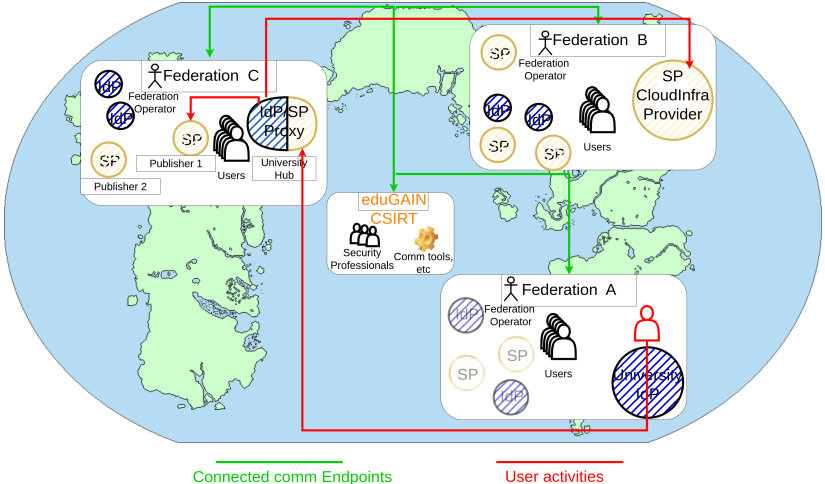 Federation C
IdP
Federation
Operator
IdP
IdP/SP
Proxy
SP
SP
Publisher 1
Publisher 2
Users
University
Hub
Federation B
SP
Federation
Operator
SP
CloudInfra
Provider
IdP
IdP
SP
SP
Users
eduGAIN
CSIRT
Security
Professionals
Comm tools,
etc
Federation A
IdP
Federation
Operator
SP
SP
IdP
Users
University
IdP
Connected comm Endpoints
User activities